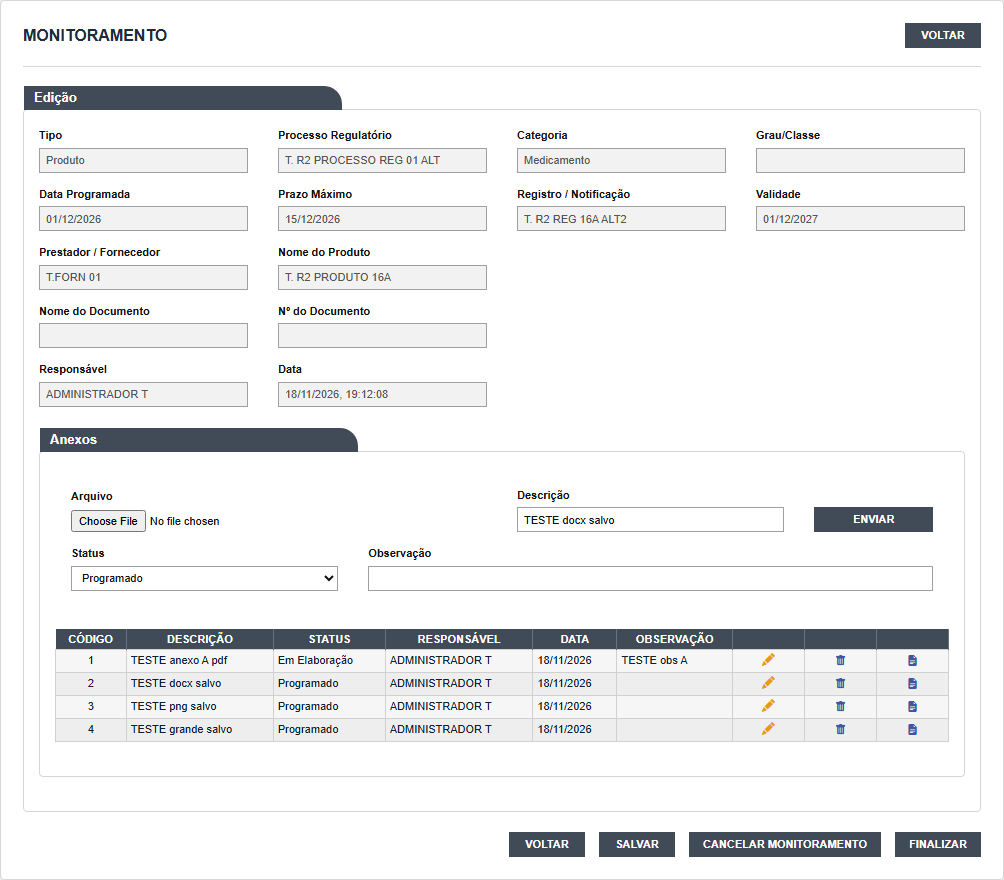 MONITORAMENTO VOLTAR
Edição
Tipo Processo Regulatório Categoria Grau/Classe
Produto T. R2 PROCESSO REG 01 ALT Medicamento
Data Programada Prazo Máximo Registro / Notificação Validade
01/12/2026 15/12/2026 T. R2 REG 16A ALT2 01/12/2027
Prestador / Fornecedor Nome do Produto
T.FORN 01 T. R2 PRODUTO 16A
Nome do Documento Nº do Documento
Responsável Data
ADMINISTRADOR T 18/11/2026, 19:12:08
Anexos
Arquivo Descrição
Choose File No file chosen TESTE docx salvo ENVIAR
Status Observação
Programado
CÓDIGO DESCRIÇÃO STATUS RESPONSÁVEL DATA OBSERVAÇÃO
1 TESTE anexo A pdf Em Elaboração ADMINISTRADOR T 18/11/2026 TESTE obs A
2 TESTE docx salvo Programado ADMINISTRADOR T 18/11/2026
3 TESTE png salvo Programado ADMINISTRADOR T 18/11/2026
4 TESTE grande salvo Programado ADMINISTRADOR T 18/11/2026
VOLTAR SALVAR CANCELAR MONITORAMENTO FINALIZAR